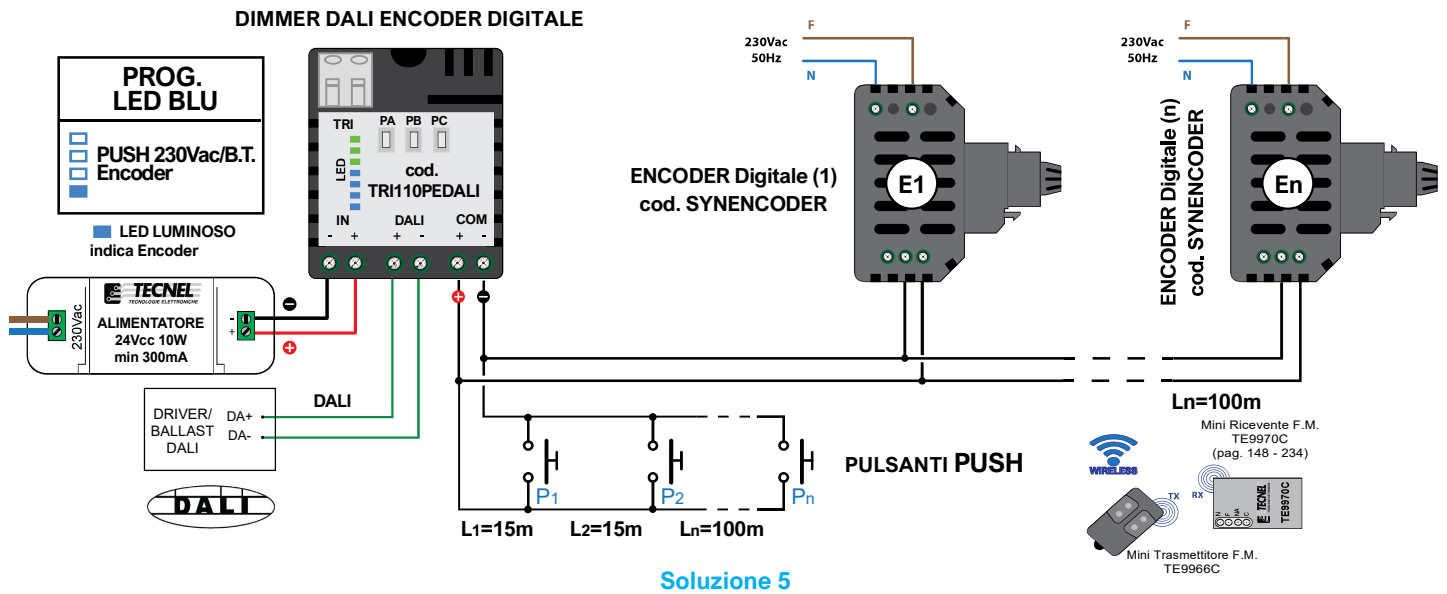 DIMMER DALI ENCODER DIGITALE
PROG.
LED BLU
PUSH 230Vac/B.T.
Encoder
LED LUMINOSO
indica Encoder
TRI
PA PB PC
LED
cod.
TRI110PEDALI
IN DALI COM
- + + - + -
TECNEL
TECNOLOGIE ELETTRONICHE
230Vac
ALIMENTATORE
24Vcc 10W
min 300mA
-
+
DRIVER/
BALLAST
DALI
DA+
DA-
DALI
DALI
F
230Vac
50Hz
N
ENCODER Digitale (1)
cod. SYNENCODER
E1
F
230Vac
50Hz
N
ENCODER Digitale (n)
cod. SYNENCODER
En
Ln=100m
P1
P2
Pn
PULSANTI PUSH
L1=15m
L2=15m
Ln=100m
Mini Ricevente F.M.
TE9970C
(pag. 148 - 234)
WIRELESS
TX
RX
N
F
NA
C
TECNEL
TE9970C
Mini Trasmettitore F.M.
TE9966C
Soluzione 5